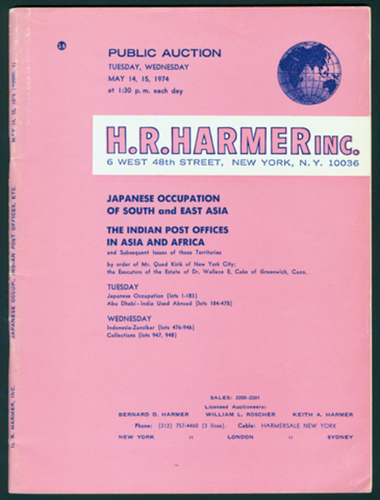 34
PUBLIC AUCTION
TUESDAY, WEDNESDAY
MAY 14, 15, 1974
at 1:30 p.m. each day
H.R.HARMER INC.
6 WEST 48th STREET, NEW YORK, N.Y. 10036
JAPANESE OCCUPATION
OF SOUTH and EAST ASIA
THE INDIAN POST OFFICES
IN ASIA AND AFRICA
and Subsequent Issues of those Territories
by order of Mr. Quad Kirik of New York City;
the Executors of the Estate of Dr. Wallace E. Cake of Greenwich, Conn.
TUESDAY
Japanese Occupation (lots 1-183)
Abu Dhabi-India Used Abroad (lots 184-475)
WEDNESDAY
Indonesia-Zanzibar (lots 476-946)
Collections (lots 947, 948)
SALES: 2200-2201
Licensed Auctioneers:
BERNARD D. HARMER WILLIAM L. ROSCHER KEITH A. HARMER
Phone: (212) 757-4460 (3 lines). Cable: HARMERSALE NEW YORK
NEW YORK :: LONDON :: SYDNEY
H. R. HARMER, INC.
JAPANESE OCCUP., INDIAN POST OFFICES, ETC.
MAY 14, 15, 1974